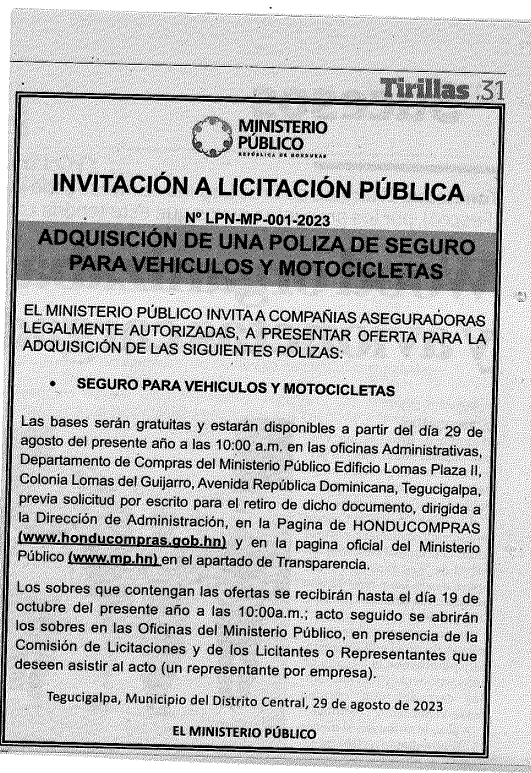 Tirillas .31
MINISTERIO
PÚBLICO
REPÚBLICA DE HONDURAS
INVITACIÓN A LICITACIÓN PÚBLICA
Nº LPN-MP-001-2023
ADQUISICIÓN DE UNA POLIZA DE SEGURO
PARA VEHICULOS Y MOTOCICLETAS
EL MINISTERIO PÚBLICO INVITA A COMPAÑIAS ASEGURADORAS
LEGALMENTE AUTORIZADAS, A PRESENTAR OFERTA PARA LA
ADQUISICIÓN DE LAS SIGUIENTES POLIZAS:
• SEGURO PARA VEHICULOS Y MOTOCICLETAS
Las bases serán gratuitas y estarán disponibles a partir del día 29 de
agosto del presente año a las 10:00 a.m. en las oficinas Administrativas,
Departamento de Compras del Ministerio Público Edificio Lomas Plaza II,
Colonia Lomas del Guijarro, Avenida República Dominicana, Tegucigalpa,
previa solicitud por escrito para el retiro de dicho documento, dirigida a
la Dirección de Administración, en la Pagina de HONDUCOMPRAS
(www.honducompras.gob.hn) y en la pagina oficial del Ministerio
Público (www.mp.hn) en el apartado de Transparencia.
Los sobres que contengan las ofertas se recibirán hasta el día 19 de
octubre del presente año a las 10:00a.m.; acto seguido se abrirán
los sobres en las Oficinas del Ministerio Público, en presencia de la
Comisión de Licitaciones y de los Licitantes o Representantes que
deseen asistir al acto (un representante por empresa).
Tegucigalpa, Municipio del Distrito Central, 29 de agosto de 2023
EL MINISTERIO PÚBLICO